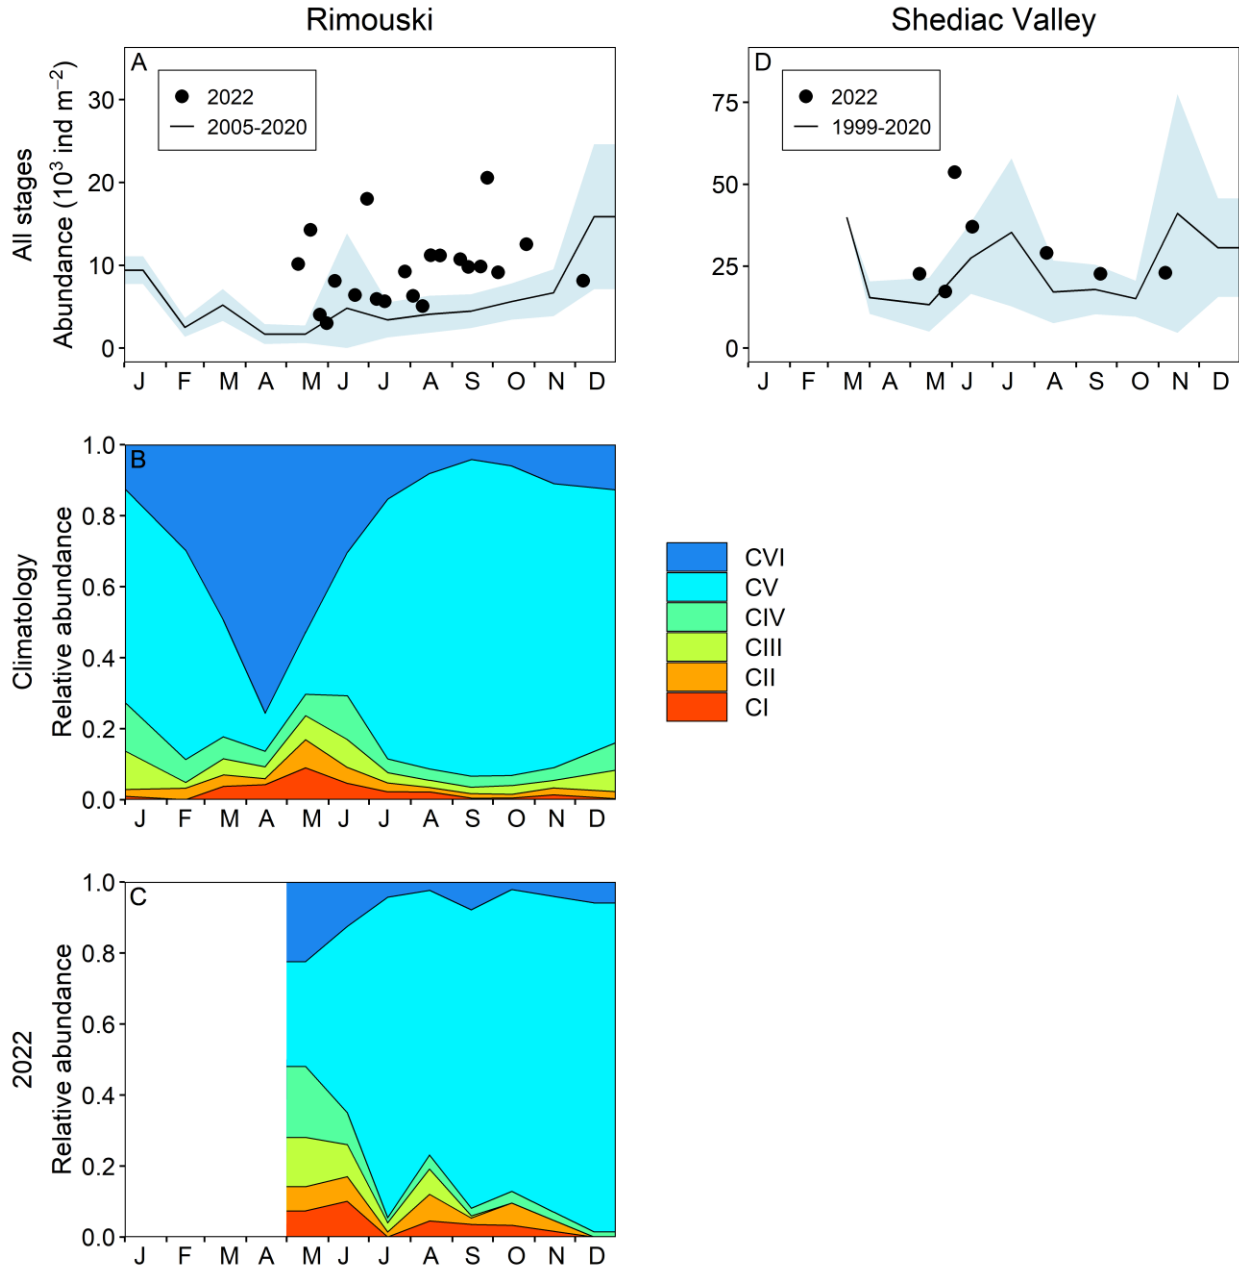 Rimouski
Shediac Valley
All stages
Abundance (10³ ind m⁻²)
A
2022
2005-2020
30
20
10
0
J F M A M J J A S O N D
D
2022
1999-2020
75
50
25
0
J F M A M J J A S O N D
Climatology
Relative abundance
B
1.0
0.8
0.6
0.4
0.2
0.0
J F M A M J J A S O N D
CVI
CV
CIV
CIII
CII
CI
2022
Relative abundance
C
1.0
0.8
0.6
0.4
0.2
0.0
J F M A M J J A S O N D